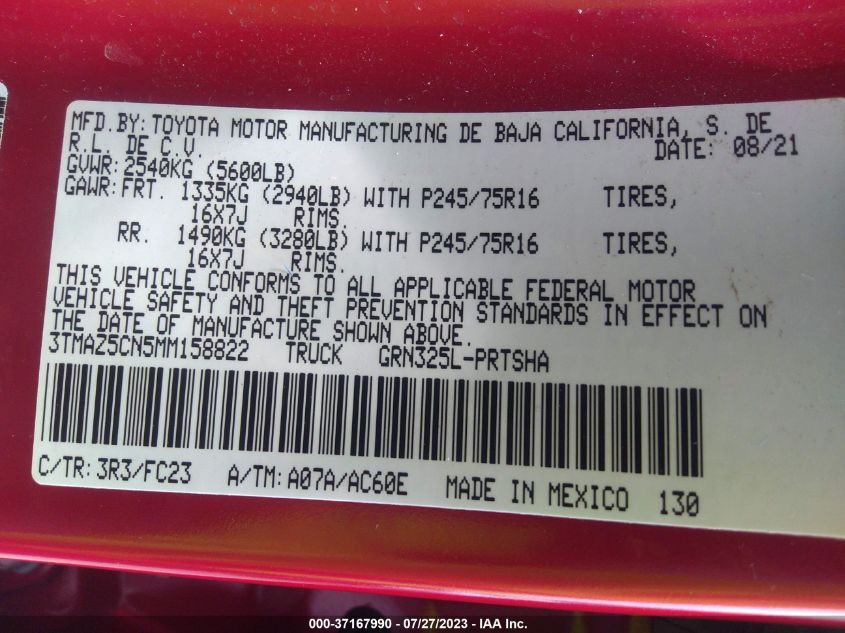 MFD.BY: TOYOTA MOTOR MANUFACTURING DE BAJA CALIFORNIA, S. DE
R.L. DE C.V. DATE: 08/21
GVWR: 2540KG (5600LB)
GAWR: FRT. 1335KG (2940LB) WITH P245/75R16 TIRES,
16X7J RIMS.
RR. 1490KG (3280LB) WITH P245/75R16 TIRES,
16X7J RIMS.
THIS VEHICLE CONFORMS TO ALL APPLICABLE FEDERAL MOTOR
VEHICLE SAFETY AND THEFT PREVENTION STANDARDS IN EFFECT ON
THE DATE OF MANUFACTURE SHOWN ABOVE.
3TMAZ5CN5MM158822 TRUCK GRN325L-PRTSHA
C/TR: 3R3/FC23 A/TM: A07A/AC60E MADE IN MEXICO 130
000-37167990 - 07/27/2023 - IAA Inc.